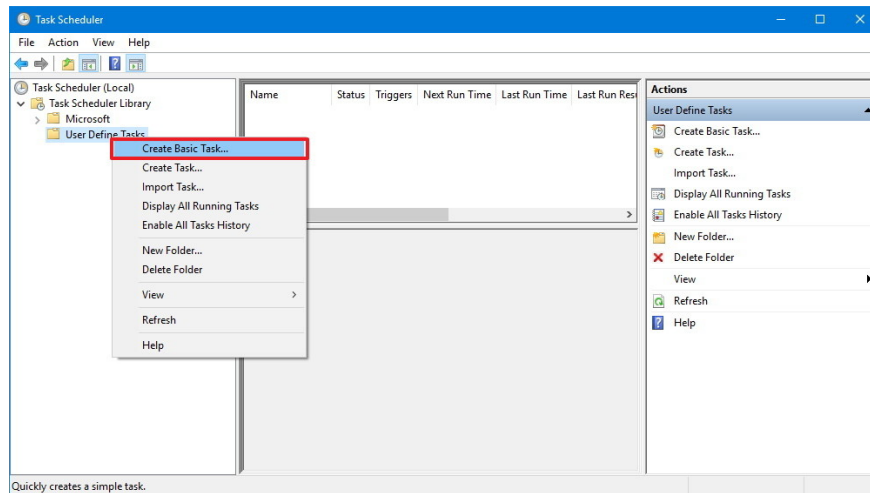 Task Scheduler
File Action View Help
Task Scheduler (Local)
Task Scheduler Library
Microsoft
User Define Tasks
Create Basic Task...
Create Task...
Import Task...
Display All Running Tasks
Enable All Tasks History
New Folder...
Delete Folder
View
Refresh
Help
Name Status Triggers Next Run Time Last Run Time Last Run Res
Actions
User Define Tasks
Create Basic Task...
Create Task...
Import Task...
Display All Running Tasks
Enable All Tasks History
New Folder...
Delete Folder
View
Refresh
Help
Quickly creates a simple task.